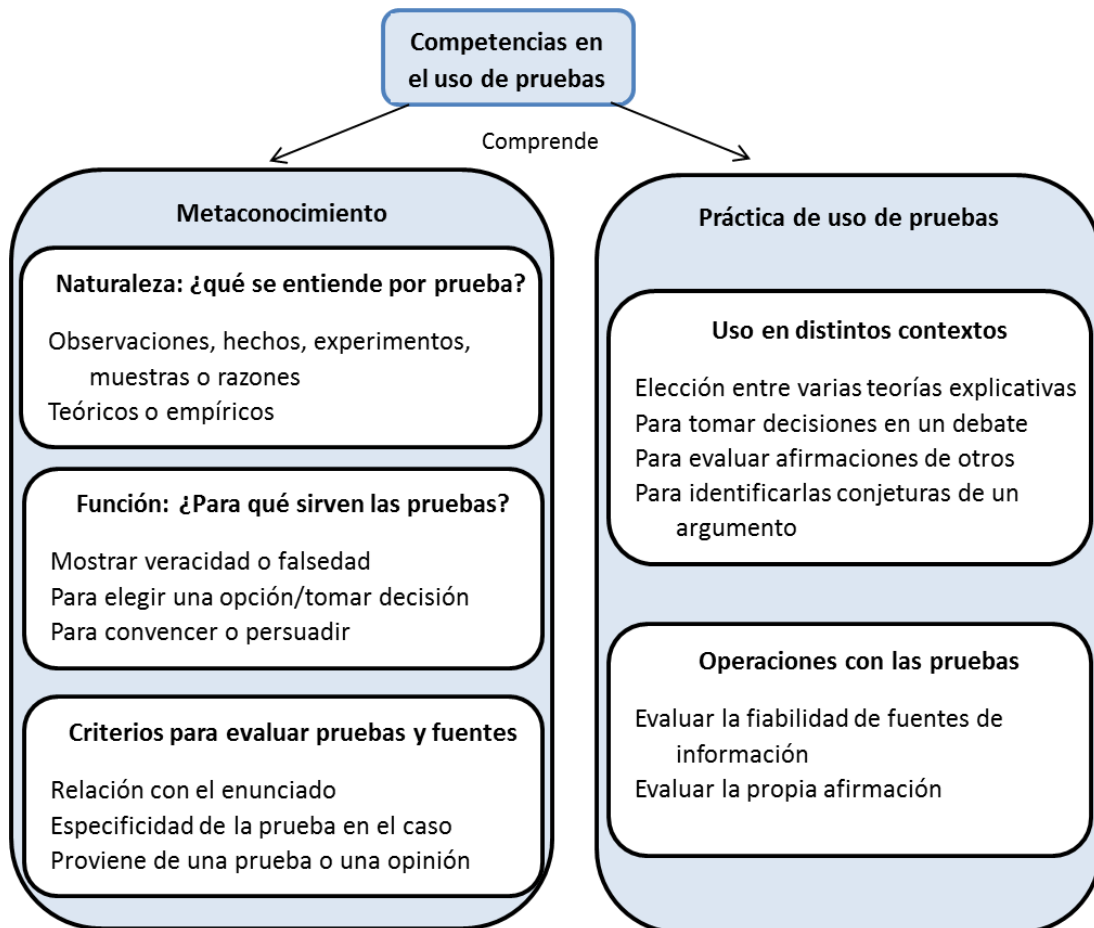 Competencias en
el uso de pruebas
Comprende
Metaconocimiento
Naturaleza: ¿qué se entiende por prueba?
Observaciones, hechos, experimentos,
muestras o razones
Teóricos o empíricos
Función: ¿Para qué sirven las pruebas?
Mostrar veracidad o falsedad
Para elegir una opción/tomar decisión
Para convencer o persuadir
Criterios para evaluar pruebas y fuentes
Relación con el enunciado
Especificidad de la prueba en el caso
Proviene de una prueba o una opinión
Práctica de uso de pruebas
Uso en distintos contextos
Elección entre varias teorías explicativas
Para tomar decisiones en un debate
Para evaluar afirmaciones de otros
Para identificarlas conjeturas de un
argumento
Operaciones con las pruebas
Evaluar la fiabilidad de fuentes de
información
Evaluar la propia afirmación